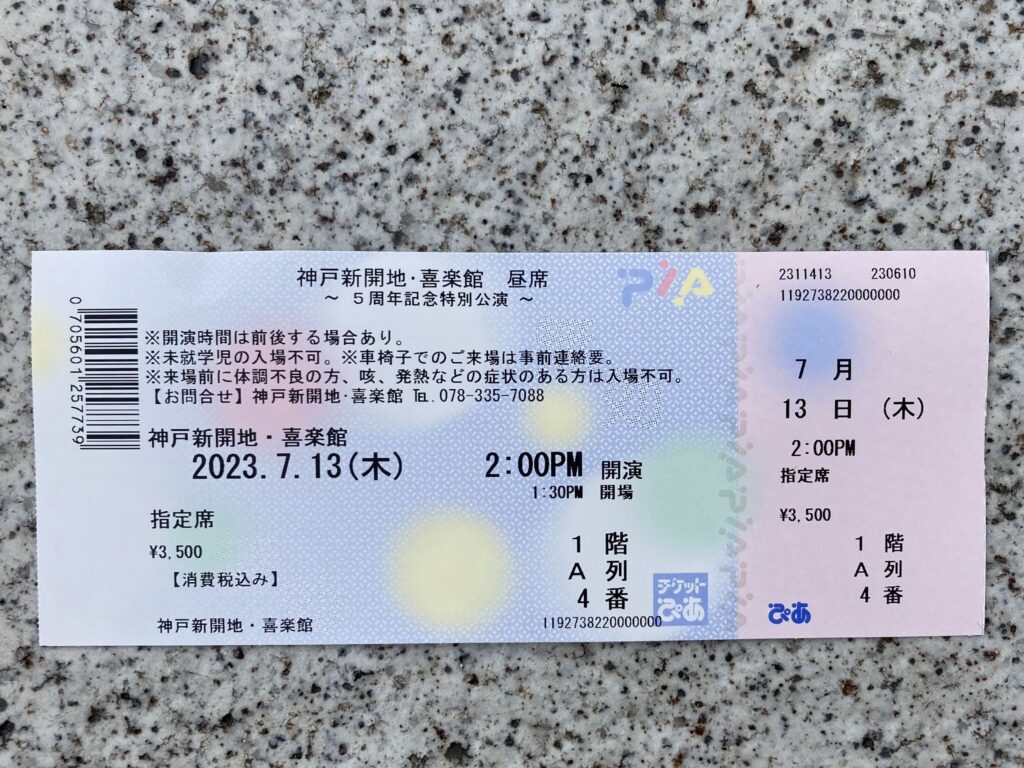 神戸新開地・喜楽館 昼席
～ 5周年記念特別公演 ～
PIA
0705601257739
※開演時間は前後する場合あり。
※未就学児の入場不可。※車椅子でのご来場は事前連絡要。
※来場前に体調不良の方、咳、発熱などの症状のある方は入場不可。
【お問合せ】神戸新開地・喜楽館 ℡.078-335-7088
神戸新開地・喜楽館
2023.7.13(木) 2:00PM 開演
1:30PM 開場
指定席
¥3,500
【消費税込み】
1 階
A 列
4 番
チケットぴあ
神戸新開地・喜楽館 1192738220000000
2311413 230610
1192738220000000
7 月
13 日 (木)
2:00PM
指定席
¥3,500
1 階
A 列
4 番
ぴあ